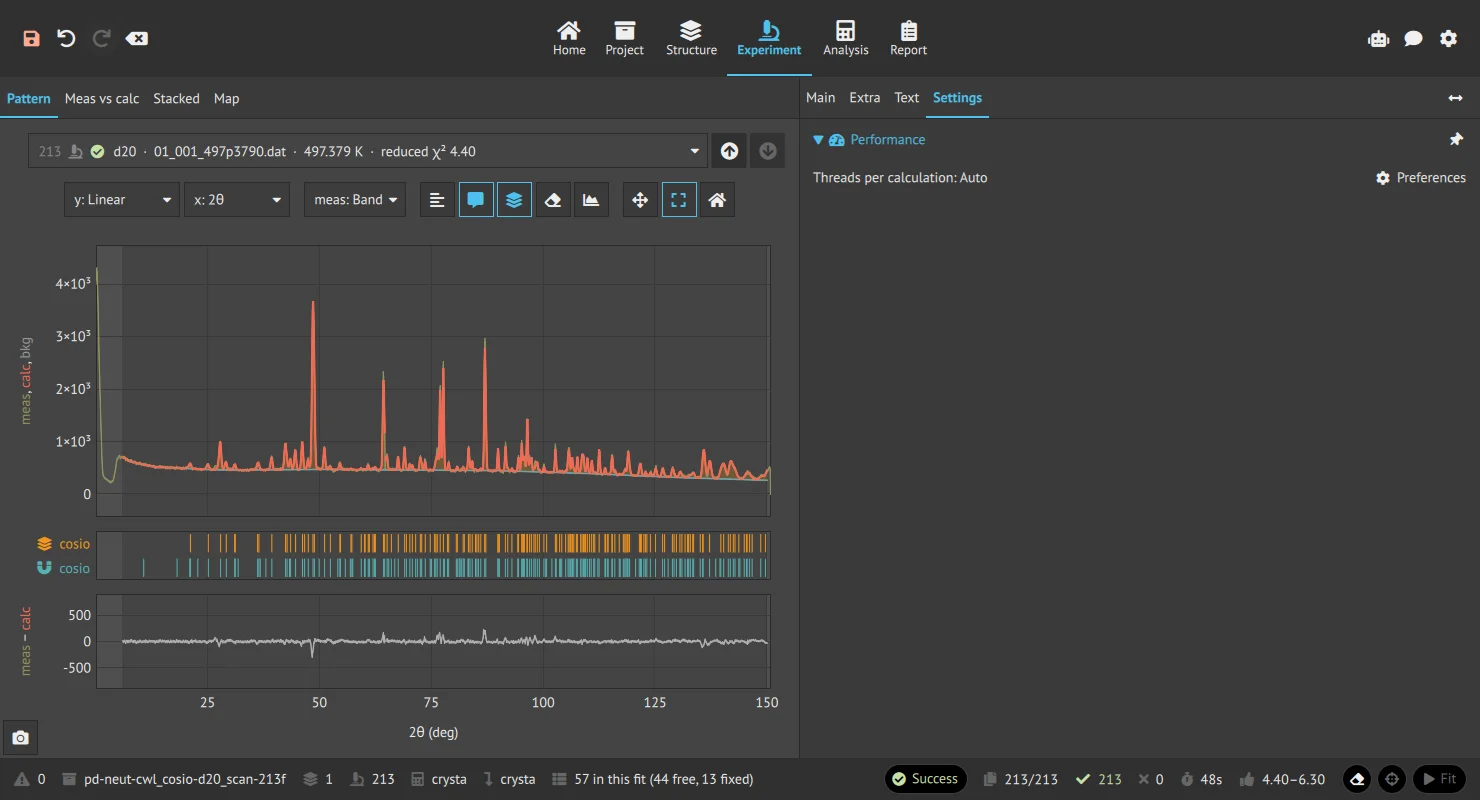 Home Project Structure Experiment Analysis Report
Pattern Meas vs calc Stacked Map
Main Extra Text Settings
213 d20 · 01_001_497p3790.dat · 497.379 K · reduced χ² 4.40
Performance
Threads per calculation: Auto
Preferences
y: Linear x: 2θ meas: Band
4×10³
3×10³
2×10³
1×10³
0
meas, calc, bkg
cosio
cosio
500
0
-500
meas − calc
25 50 75 100 125 150
2θ (deg)
0 pd-neut-cwl_cosio-d20_scan-213f 1 213 crysta crysta 57 in this fit (44 free, 13 fixed) Success 213/213 213 0 48s 4.40–6.30 Fit